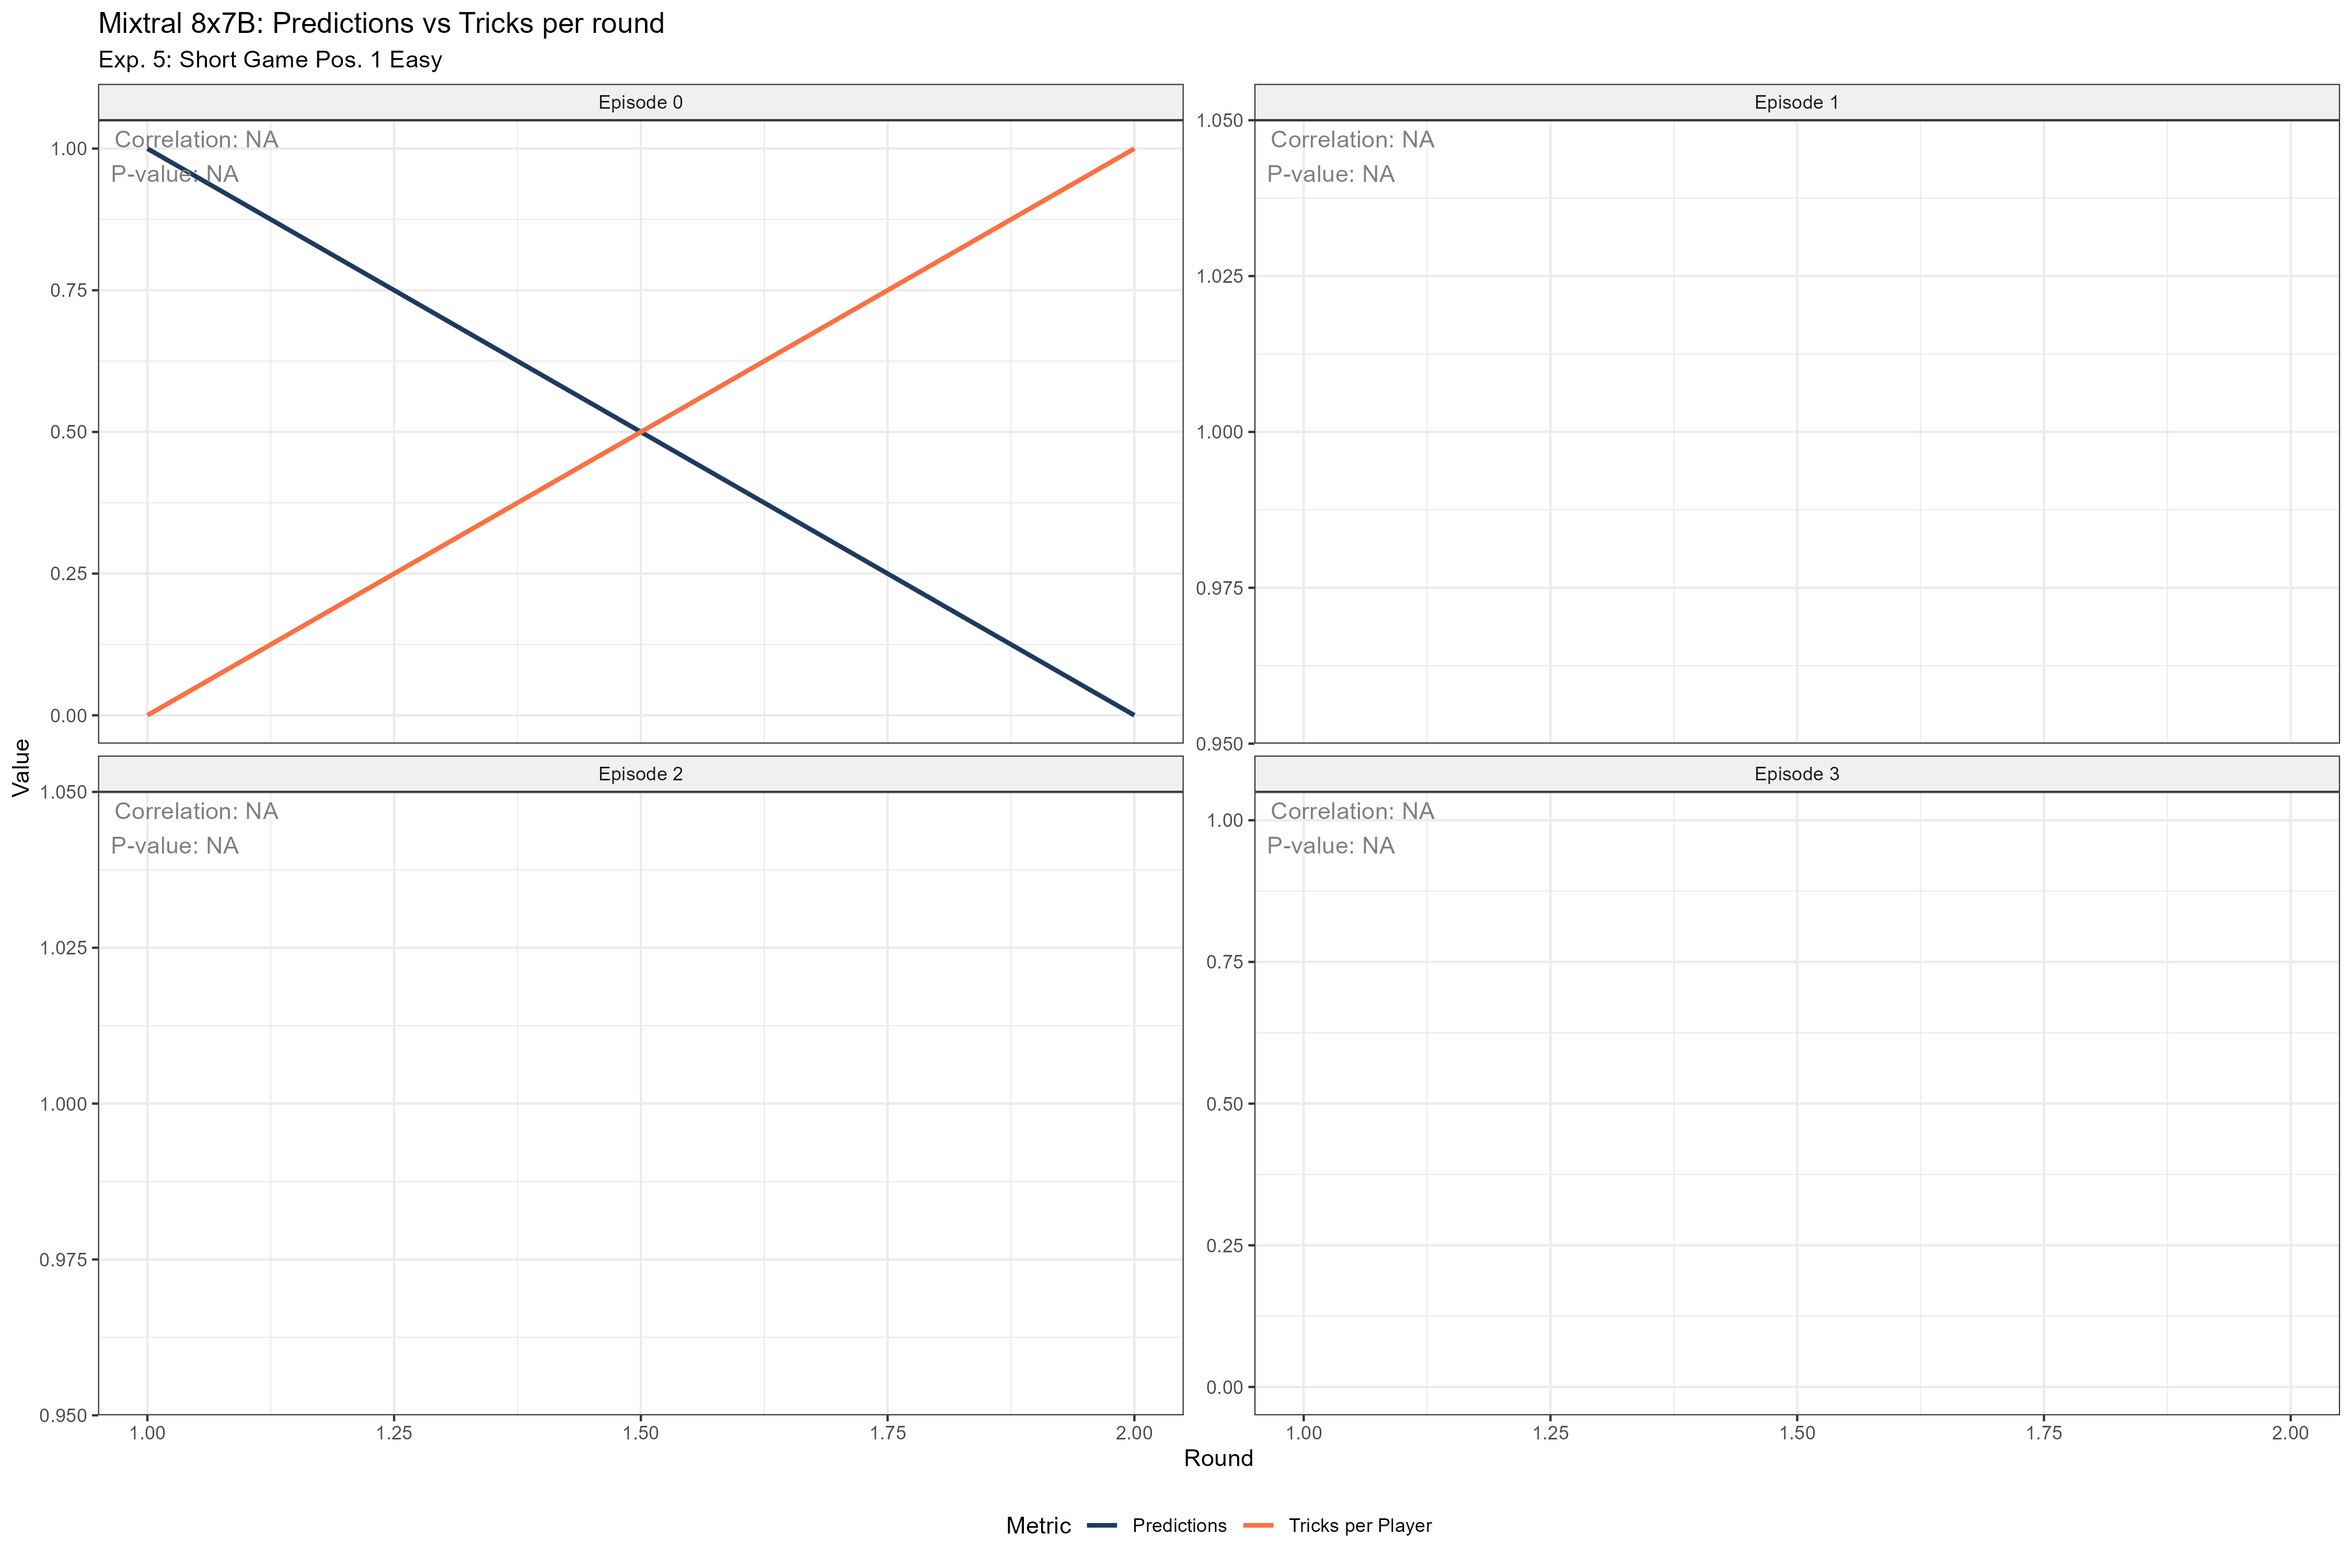 Mixtral 8x7B: Predictions vs Tricks per round
Exp. 5: Short Game Pos. 1 Easy
Episode 0
Correlation: NA
P-value: NA
1.00
0.75
0.50
0.25
0.00
Episode 1
Correlation: NA
P-value: NA
1.050
1.025
1.000
0.975
0.950
Value
Episode 2
Correlation: NA
P-value: NA
1.050
1.025
1.000
0.975
0.950
1.00 1.25 1.50 1.75 2.00
Episode 3
Correlation: NA
P-value: NA
1.00
0.75
0.50
0.25
0.00
1.00 1.25 1.50 1.75 2.00
Round
Metric Predictions Tricks per Player